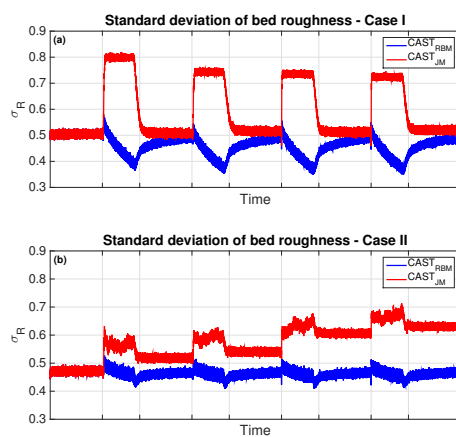 Standard deviation of bed roughness - Case I
(a)
CAST_RBM
CAST_JM
0.9
0.8
0.7
0.6
0.5
0.4
0.3
σ_R
Time
Standard deviation of bed roughness - Case II
(b)
CAST_RBM
CAST_JM
0.9
0.8
0.7
0.6
0.5
0.4
0.3
σ_R
Time